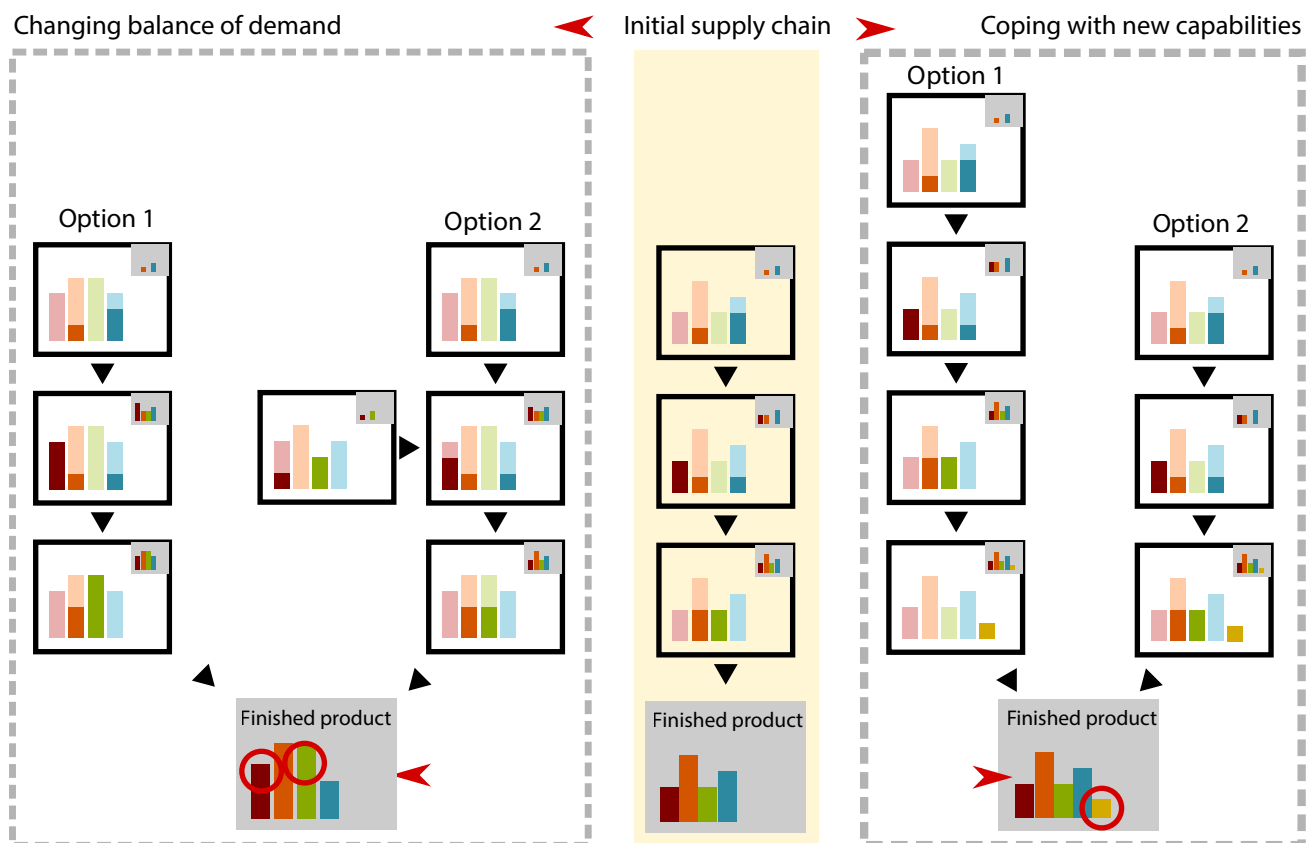 Changing balance of demand
Initial supply chain
Coping with new capabilities
Option 1
Option 1
Option 2
Option 2
Finished product
Finished product
Finished product